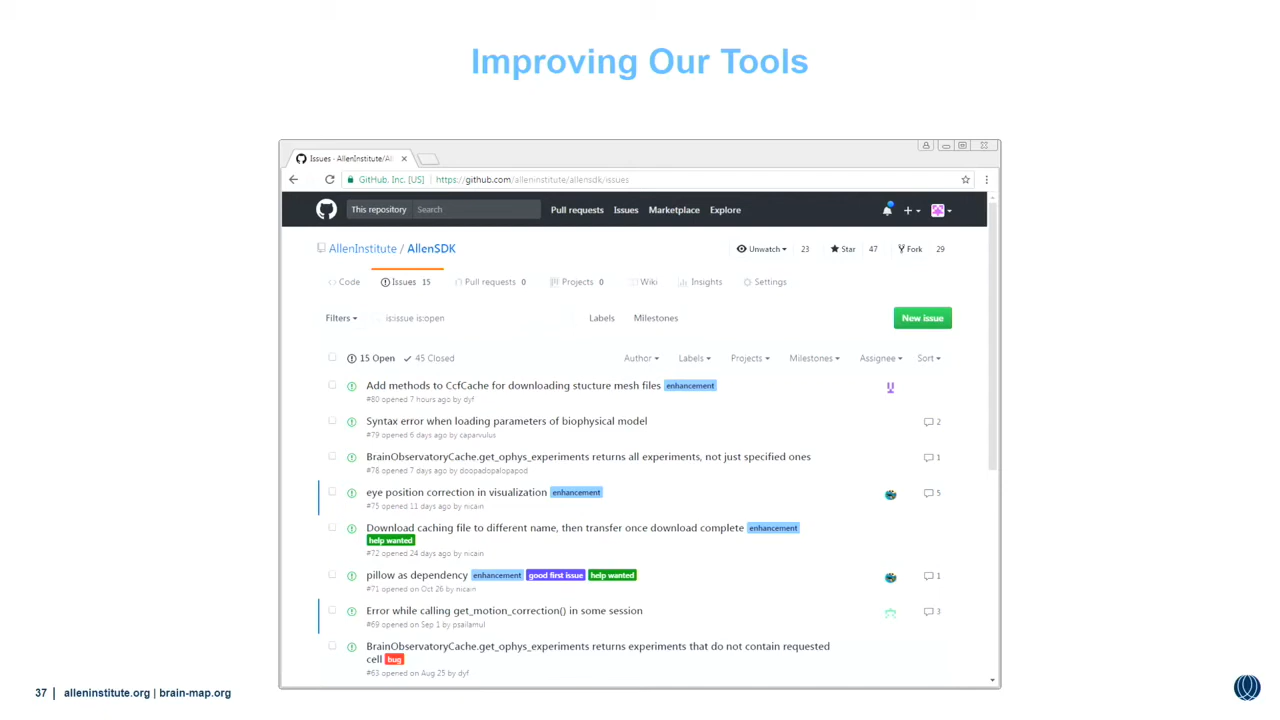 Improving Our Tools
Issues · AllenInstitute/Al
GitHub, Inc. [US] | https://github.com/alleninstitute/allensdk/issues
This repository Search Pull requests Issues Marketplace Explore
AllenInstitute / AllenSDK Unwatch 23 Star 47 Fork 29
Code Issues 15 Pull requests 0 Projects 0 Wiki Insights Settings
Filters is:issue is:open Labels Milestones New issue
15 Open 45 Closed Author Labels Projects Milestones Assignee Sort
Add methods to CcfCache for downloading stucture mesh files enhancement
#80 opened 7 hours ago by dyf
Syntax error when loading parameters of biophysical model 2
#79 opened 6 days ago by caparvulus
BrainObservatoryCache.get_ophys_experiments returns all experiments, not just specified ones 1
#78 opened 7 days ago by doopadopalopapod
eye position correction in visualization enhancement 5
#75 opened 11 days ago by nicain
Download caching file to different name, then transfer once download complete enhancement
help wanted
#72 opened 24 days ago by nicain
pillow as dependency enhancement good first issue help wanted 1
#71 opened on Oct 26 by nicain
Error while calling get_motion_correction() in some session 3
#69 opened on Sep 1 by psilamul
BrainObservatoryCache.get_ophys_experiments returns experiments that do not contain requested
cell bug
#63 opened on Aug 25 by dyf
37 | alleninstitute.org | brain-map.org